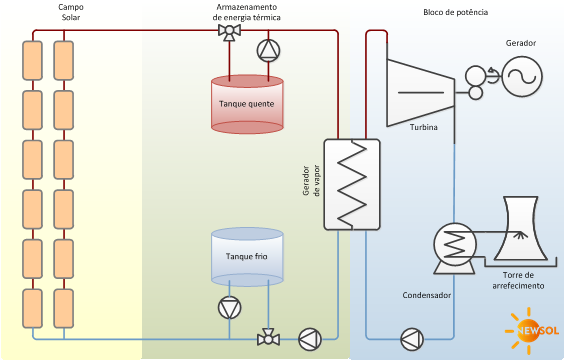 Campo
Solar
Armazenamento
de energia térmica
Bloco de potência
Gerador
Tanque quente
Turbina
Gerador
de vapor
Tanque frio
Condensador
Torre de
arrefecimento
NEWSOL